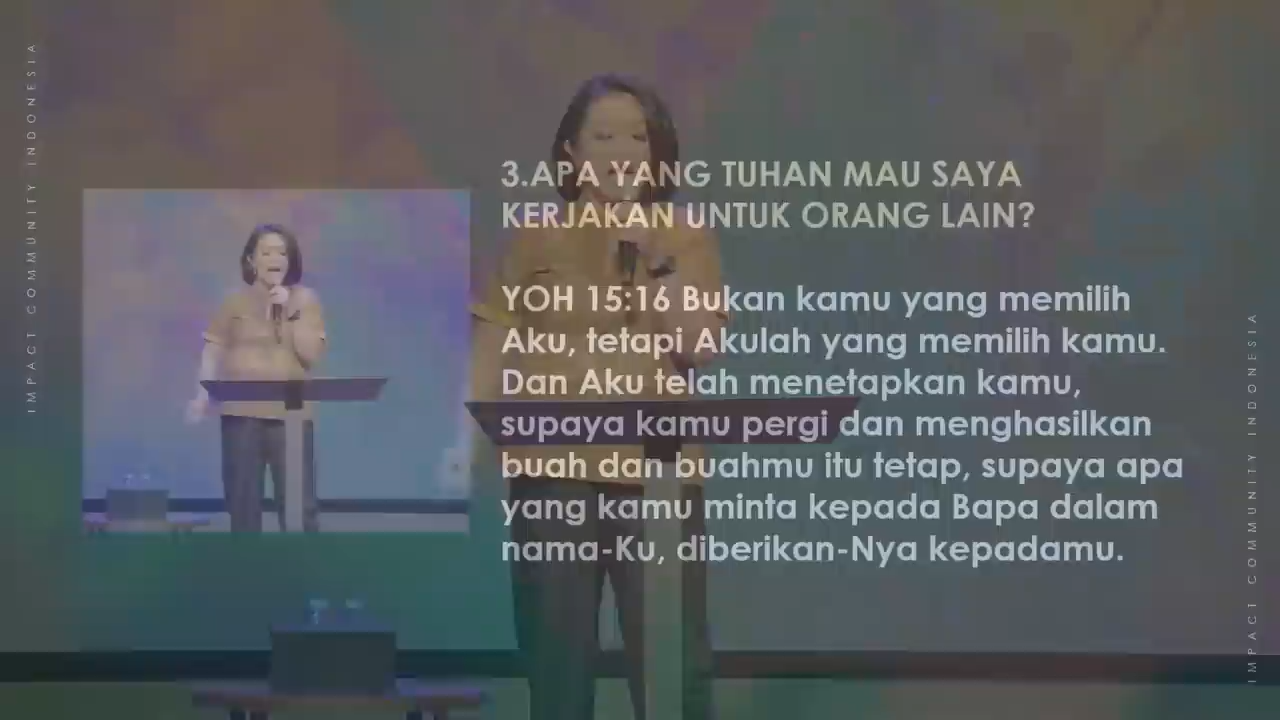 IMPACT COMMUNITY INDONESIA
3.APA YANG TUHAN MAU SAYA
KERJAKAN UNTUK ORANG LAIN?
YOH 15:16 Bukan kamu yang memilih
Aku, tetapi Akulah yang memilih kamu.
Dan Aku telah menetapkan kamu,
supaya kamu pergi dan menghasilkan
buah dan buahmu itu tetap, supaya apa
yang kamu minta kepada Bapa dalam
nama-Ku, diberikan-Nya kepadamu.
IMPACT COMMUNITY INDONESIA